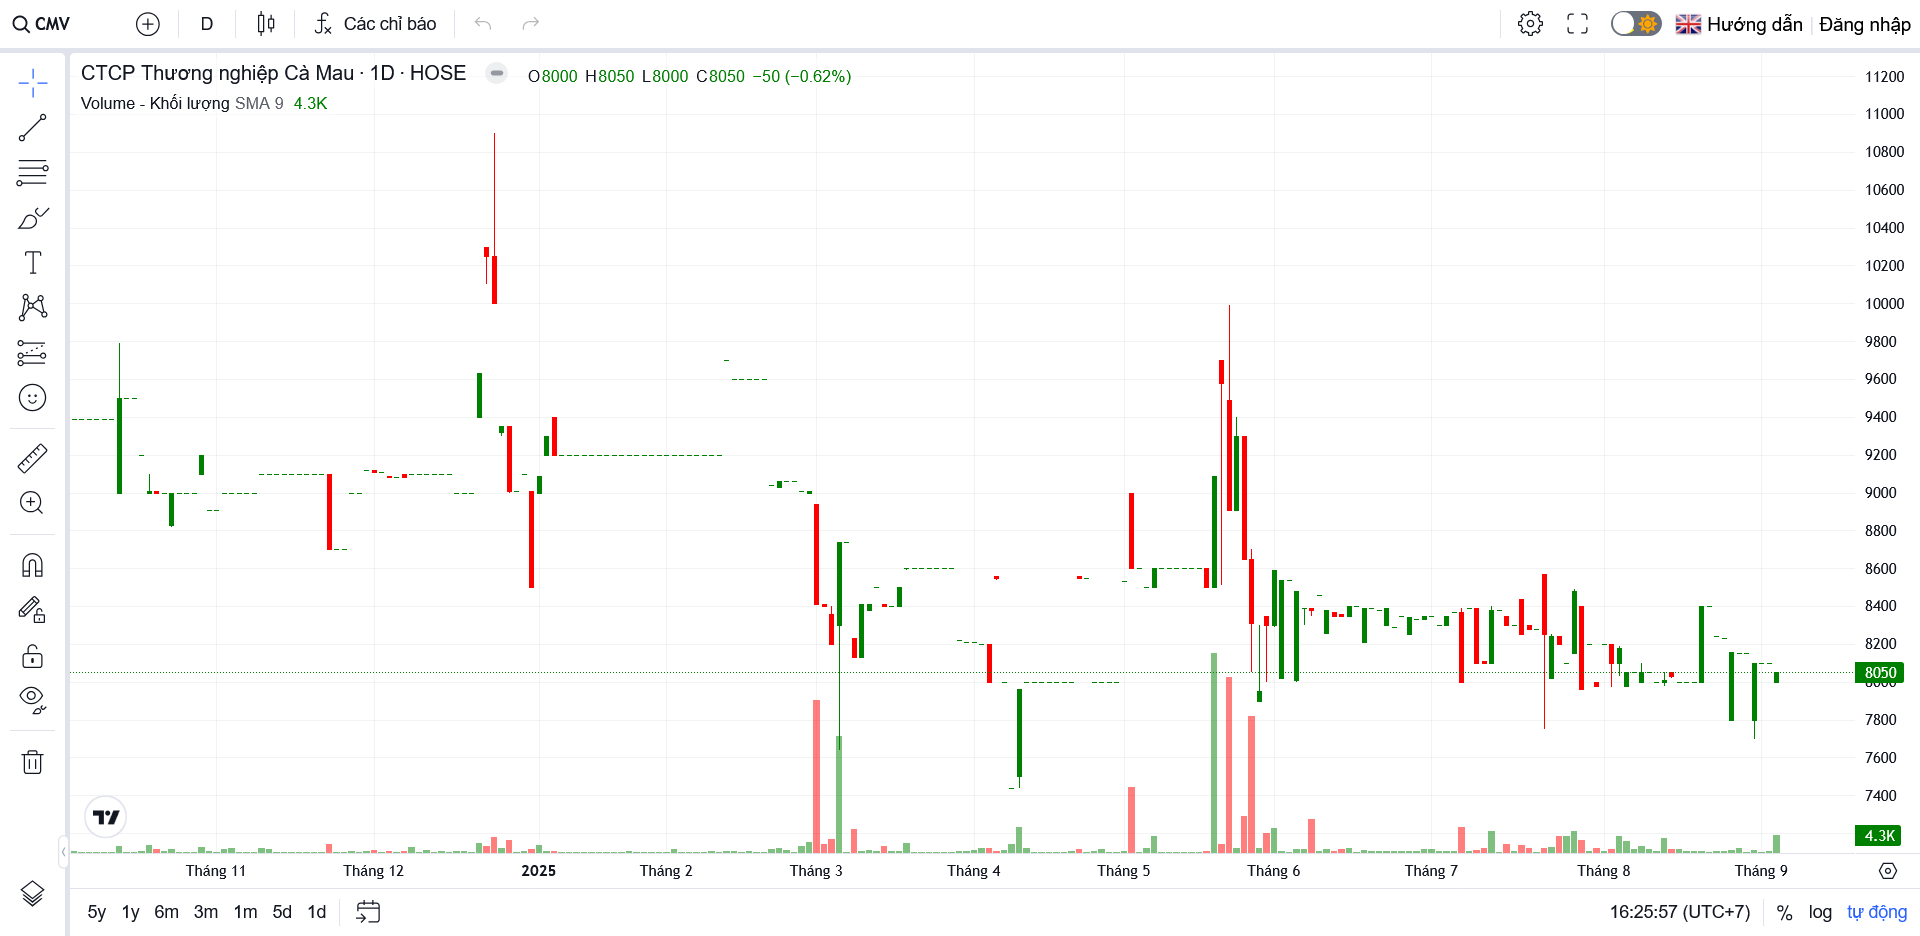 CMV
D
Các chỉ báo
Hướng dẫn
Đăng nhập
CTCP Thương nghiệp Cà Mau · 1D · HOSE
O8000 H8050 L8000 C8050 −50 (−0.62%)
Volume - Khối lượng SMA 9 4.3K
11200
11000
10800
10600
10400
10200
10000
9800
9600
9400
9200
9000
8800
8600
8400
8200
8050
8000
7800
7600
7400
4.3K
Tháng 11
Tháng 12
2025
Tháng 2
Tháng 3
Tháng 4
Tháng 5
Tháng 6
Tháng 7
Tháng 8
Tháng 9
5y 1y 6m 3m 1m 5d 1d
16:25:57 (UTC+7)
% log tự động